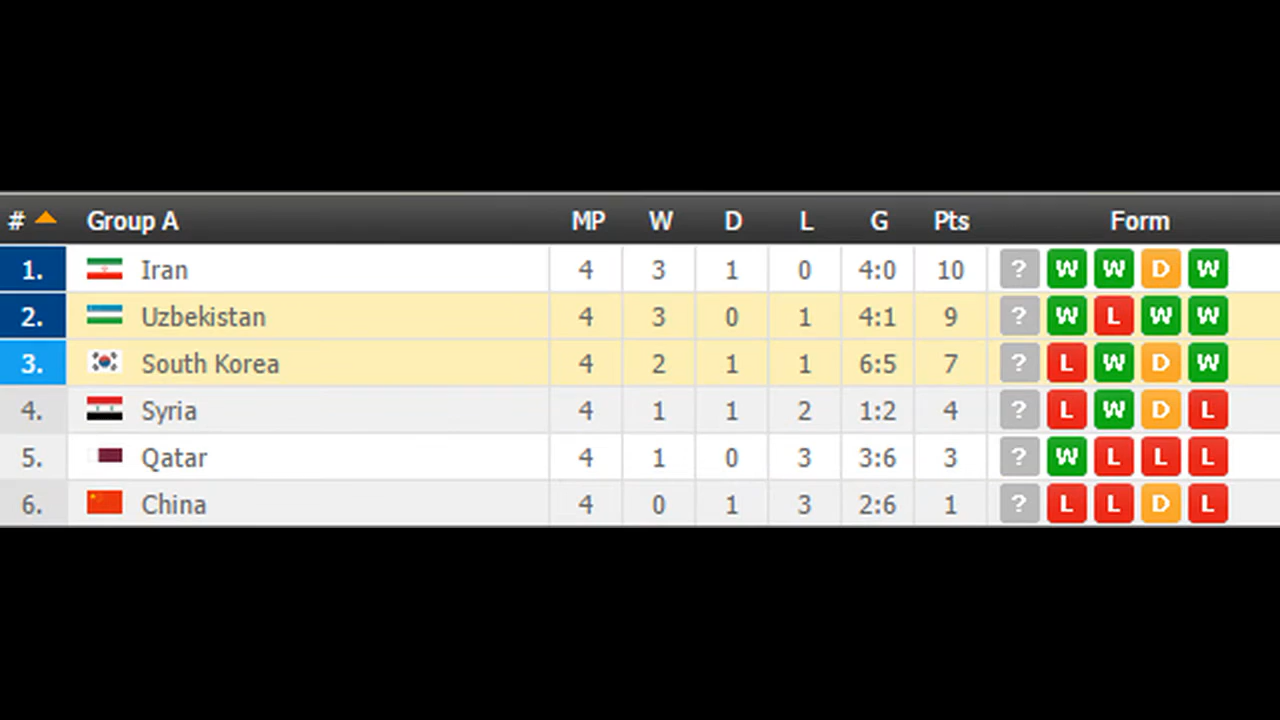 # Group A MP W D L G Pts Form
1. Iran 4 3 1 0 4:0 10 ? W W D W
2. Uzbekistan 4 3 0 1 4:1 9 ? W L W W
3. South Korea 4 2 1 1 6:5 7 ? L W D W
4. Syria 4 1 1 2 1:2 4 ? L W D L
5. Qatar 4 1 0 3 3:6 3 ? W L L L
6. China 4 0 1 3 2:6 1 ? L L D L